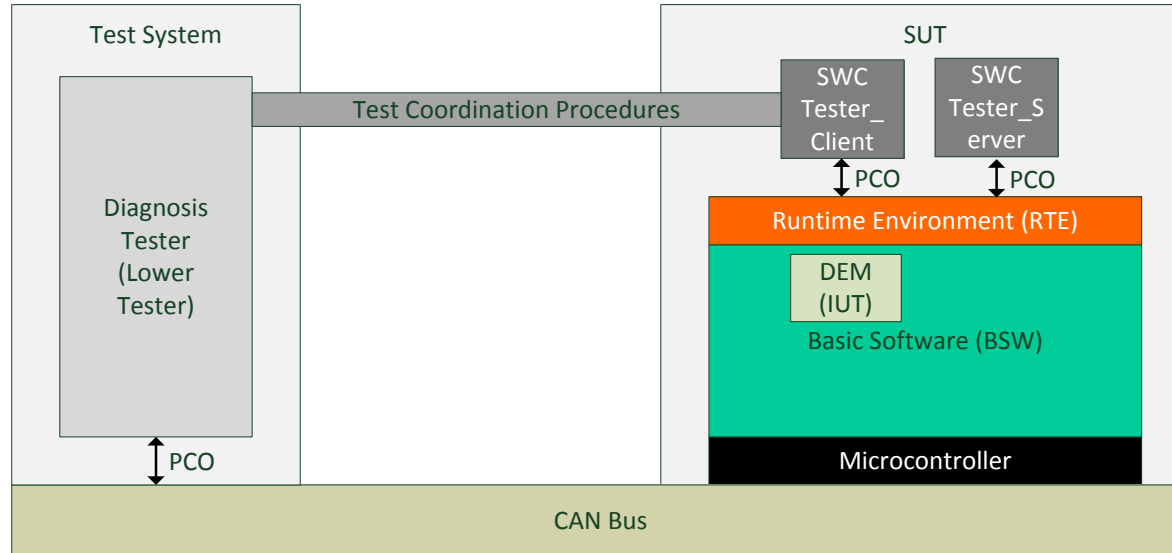 Test System
SUT
SWC
Tester_
Client
SWC
Tester_S
erver
Test Coordination Procedures
PCO
PCO
Diagnosis
Tester
(Lower
Tester)
Runtime Environment (RTE)
DEM
(IUT)
Basic Software (BSW)
PCO
Microcontroller
CAN Bus